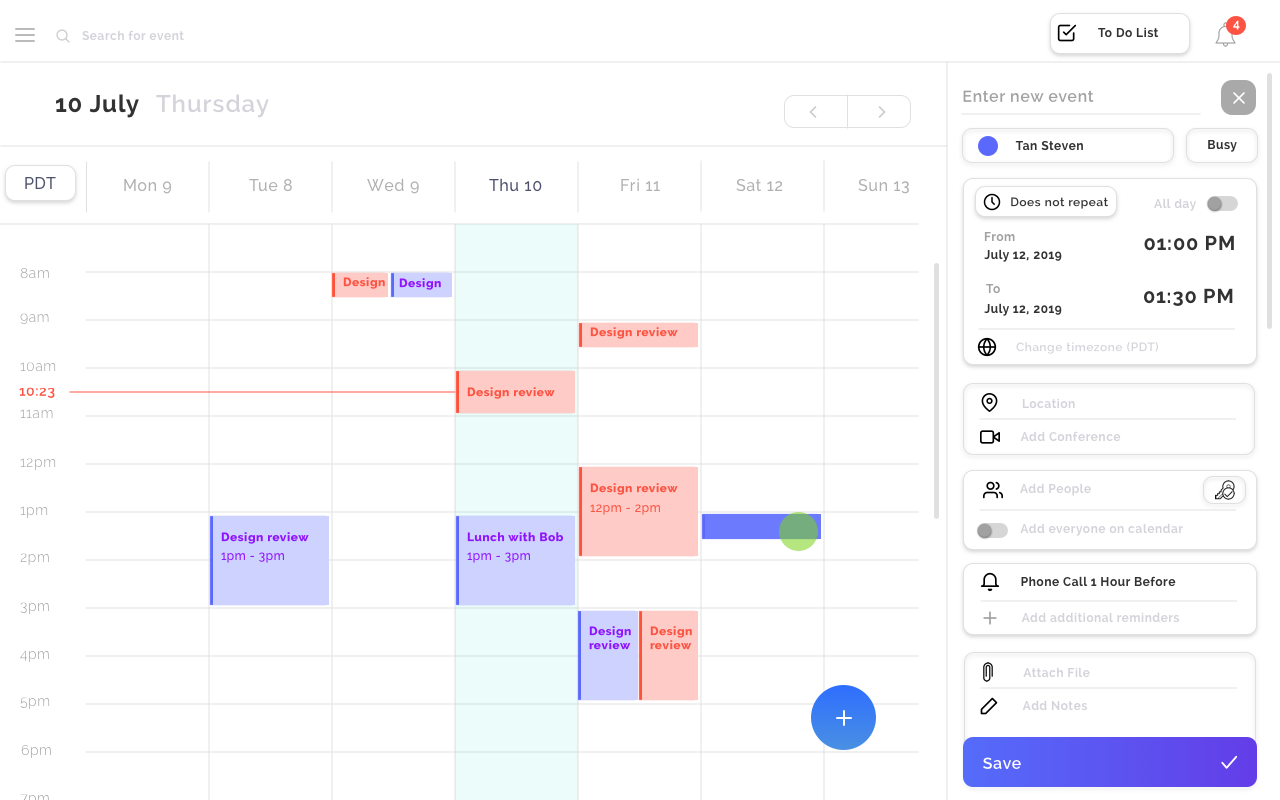 Search for event
To Do List
4
10 July Thursday
PDT
Mon 9
Tue 8
Wed 9
Thu 10
Fri 11
Sat 12
Sun 13
8am
9am
10am
10:23
11am
12pm
1pm
2pm
3pm
4pm
5pm
6pm
7pm
Design
Design
Design review
Design review
Design review
12pm - 2pm
Design review
1pm - 3pm
Lunch with Bob
1pm - 3pm
Design
review
Design
review
Enter new event
Tan Steven
Busy
Does not repeat
All day
From
July 12, 2019
01:00 PM
To
July 12, 2019
01:30 PM
Change timezone (PDT)
Location
Add Conference
Add People
Add everyone on calendar
Phone Call 1 Hour Before
Add additional reminders
Attach File
Add Notes
Save